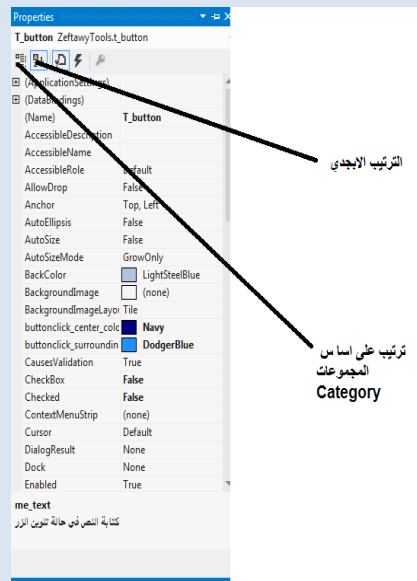 Properties
T_button ZeftawyTools.t_button
(ApplicationSettings)
(DataBindings)
(Name) T_button
AccessibleDescription
AccessibleName
AccessibleRole Default
AllowDrop False
Anchor Top, Left
AutoEllipsis False
AutoSize False
AutoSizeMode GrowOnly
BackColor LightSteelBlue
BackgroundImage (none)
BackgroundImageLayou Tile
buttonclick_center_colc Navy
buttonclick_surroundin DodgerBlue
CausesValidation True
CheckBox False
Checked False
ContextMenuStrip (none)
Cursor Default
DialogResult None
Dock None
Enabled True
me_text
كتابة النص في حالة تلوين الزر
الترتيب الابجدي
ترتيب على اسا س
المجموعات
Category